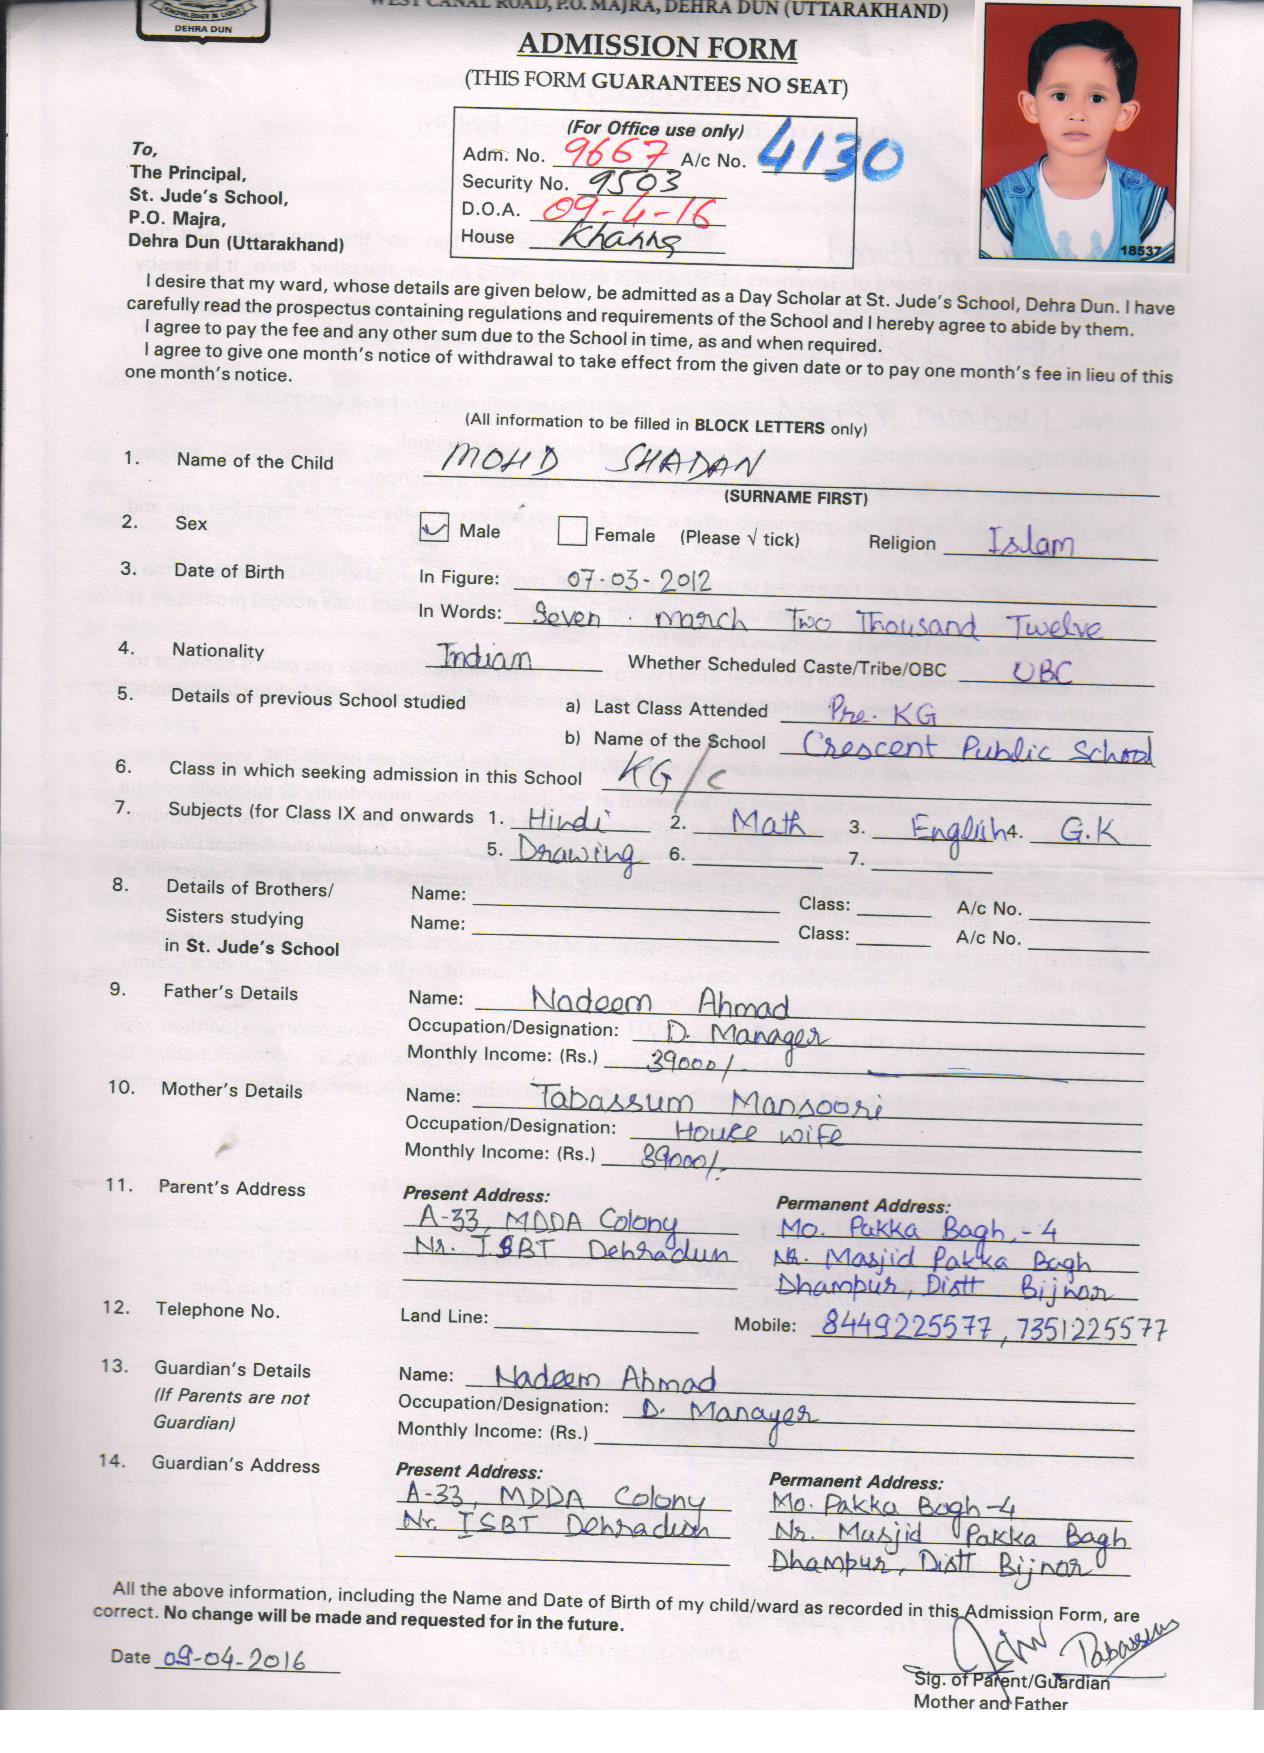 KNOWLEDGE & LIGHT
DEHRA DUN
WEST CANAL ROAD, P.O. MAJRA, DEHRA DUN (UTTARAKHAND)
ADMISSION FORM
(THIS FORM GUARANTEES NO SEAT)
(For Office use only)
Adm. No. 9667 A/c No. 4130
Security No. 9503
D.O.A. 09-4-16
House Khanna
18537
To,
The Principal,
St. Jude's School,
P.O. Majra,
Dehra Dun (Uttarakhand)
I desire that my ward, whose details are given below, be admitted as a Day Scholar at St. Jude's School, Dehra Dun. I have
carefully read the prospectus containing regulations and requirements of the School and I hereby agree to abide by them.
I agree to pay the fee and any other sum due to the School in time, as and when required.
I agree to give one month's notice of withdrawal to take effect from the given date or to pay one month's fee in lieu of this
one month's notice.
(All information to be filled in BLOCK LETTERS only)
1. Name of the Child MOHD SHADAN
(SURNAME FIRST)
2. Sex Male Female (Please √ tick) Religion Islam
3. Date of Birth In Figure: 07-03-2012
In Words: Seven March Two Thousand Twelve
4. Nationality Indian Whether Scheduled Caste/Tribe/OBC OBC
5. Details of previous School studied a) Last Class Attended Pre. KG
b) Name of the School Crescent Public School
6. Class in which seeking admission in this School KG/C
7. Subjects (for Class IX and onwards 1. Hindi 2. Math 3. English 4. G.K
5. Drawing 6. 7.
8. Details of Brothers/ Name: Class: A/c No.
Sisters studying Name: Class: A/c No.
in St. Jude's School
9. Father's Details Name: Nadeem Ahmad
Occupation/Designation: D. Manager
Monthly Income: (Rs.) 39000/-
10. Mother's Details Name: Tabassum Mansoori
Occupation/Designation: House wife
Monthly Income: (Rs.) 39000/-
11. Parent's Address Present Address: Permanent Address:
A-33, MDDA Colony Mo. Pakka Bagh,-4
Nr. ISBT Dehradun Nr. Masjid Pakka Bagh
Dhampur, Distt Bijnor
12. Telephone No. Land Line: Mobile: 8449225577, 7351225577
13. Guardian's Details Name: Nadeem Ahmad
(If Parents are not Occupation/Designation: D. Manager
Guardian) Monthly Income: (Rs.)
14. Guardian's Address Present Address: Permanent Address:
A-33, MDDA Colony Mo. Pakka Bagh-4
Nr. ISBT Dehradun Nr. Masjid Pakka Bagh
Dhampur, Distt Bijnor
All the above information, including the Name and Date of Birth of my child/ward as recorded in this Admission Form, are
correct. No change will be made and requested for in the future.
Date 09-04-2016 Tabassum
Sig. of Parent/Guardian
Mother and Father